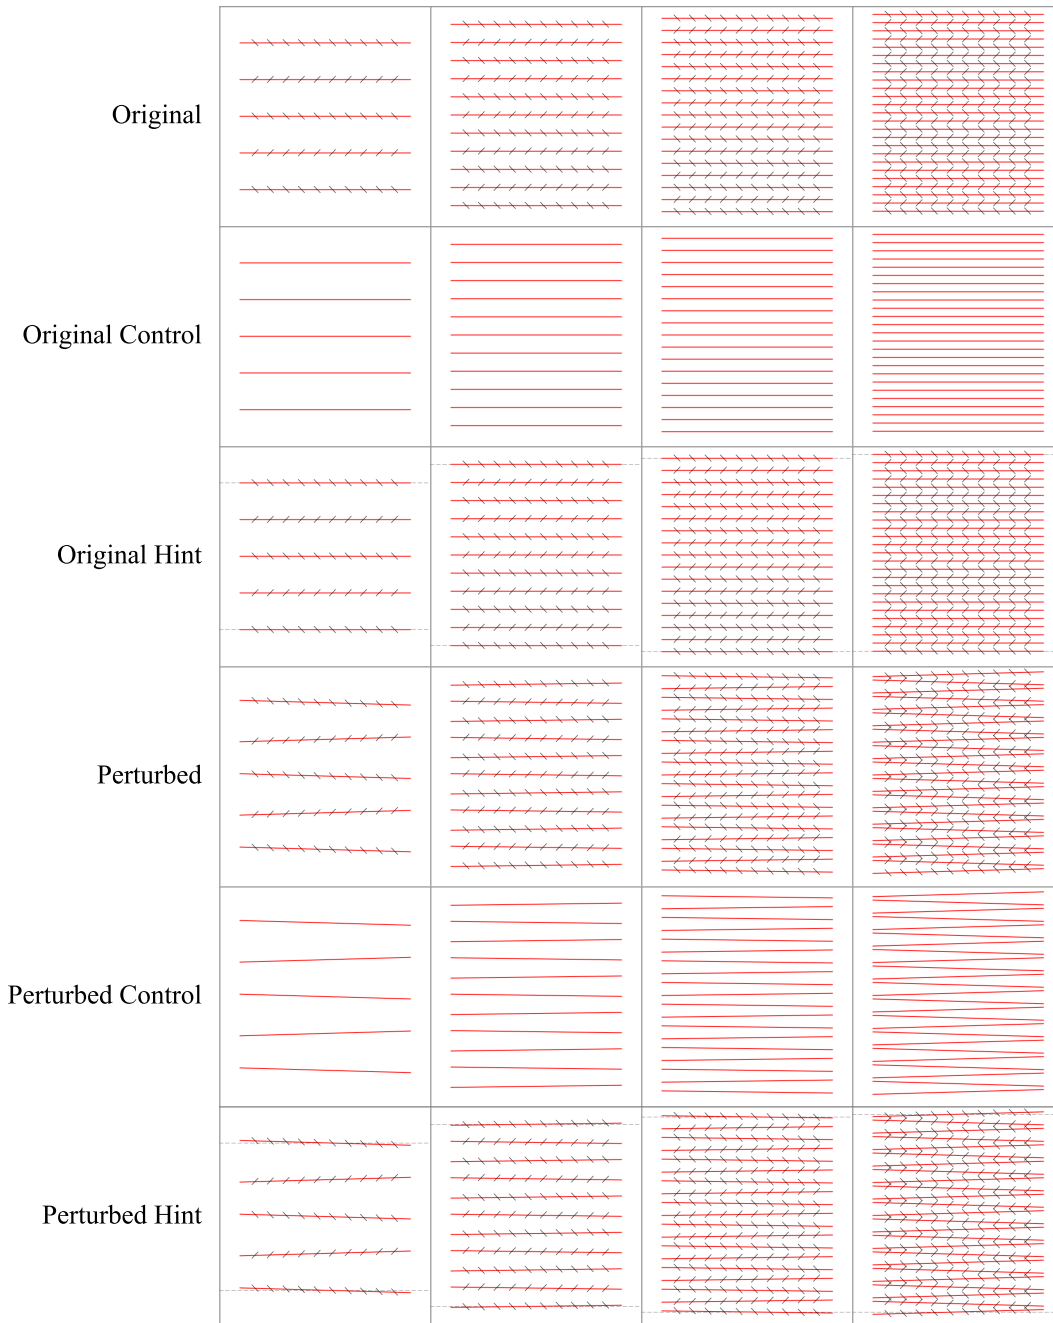 Original
Original Control
Original Hint
Perturbed
Perturbed Control
Perturbed Hint